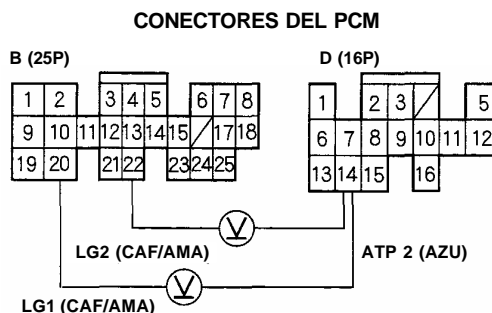 CONECTORES DEL PCM
B (25P)
D (16P)
1 2 3 4 5 6 7 8
9 10 11 12 13 14 15 17 18
19 20 21 22 23 24 25
1 2 3 5
6 7 8 9 10 11 12
13 14 15 16
V
LG2 (CAF/AMA)
ATP 2 (AZU)
V
LG1 (CAF/AMA)